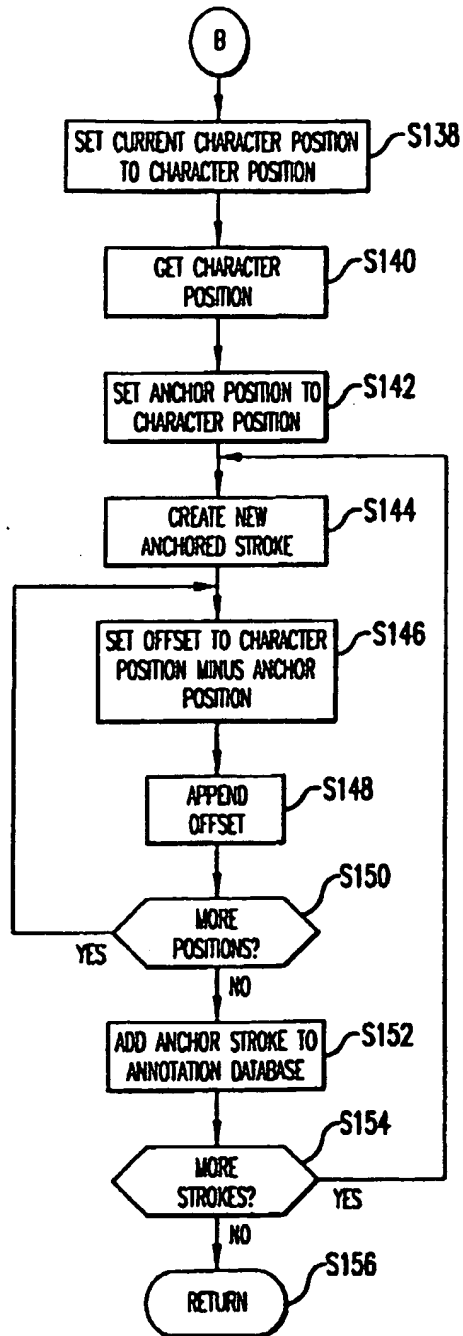 B
SET CURRENT CHARACTER POSITION
TO CHARACTER POSITION
S138
GET CHARACTER
POSITION
S140
SET ANCHOR POSITION TO
CHARACTER POSITION
S142
CREATE NEW
ANCHORED STROKE
S144
SET OFFSET TO CHARACTER
POSITION MINUS ANCHOR
POSITION
S146
APPEND
OFFSET
S148
MORE
POSITIONS?
S150
YES
NO
ADD ANCHOR STROKE TO
ANNOTATION DATABASE
S152
MORE
STROKES?
S154
YES
NO
RETURN
S156